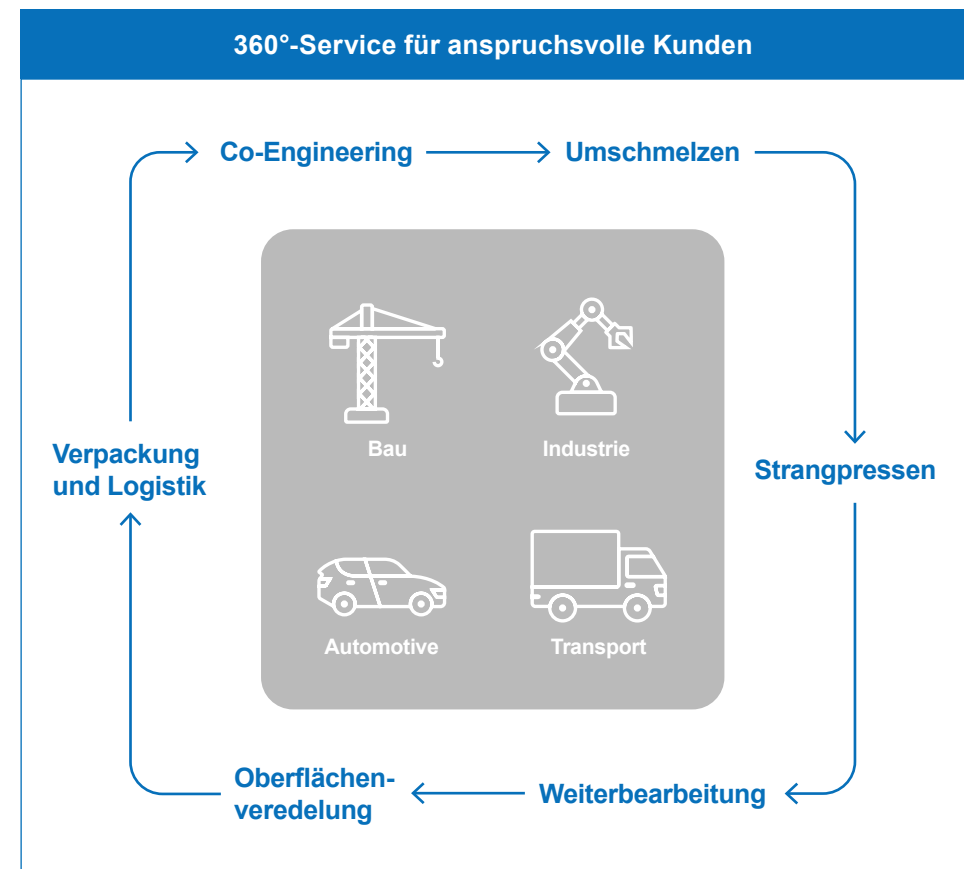 360°-Service für anspruchsvolle Kunden
Co-Engineering
Umschmelzen
Bau
Industrie
Verpackung
und Logistik
Strangpressen
Automotive
Transport
Oberflächen-
veredelung
Weiterbearbeitung